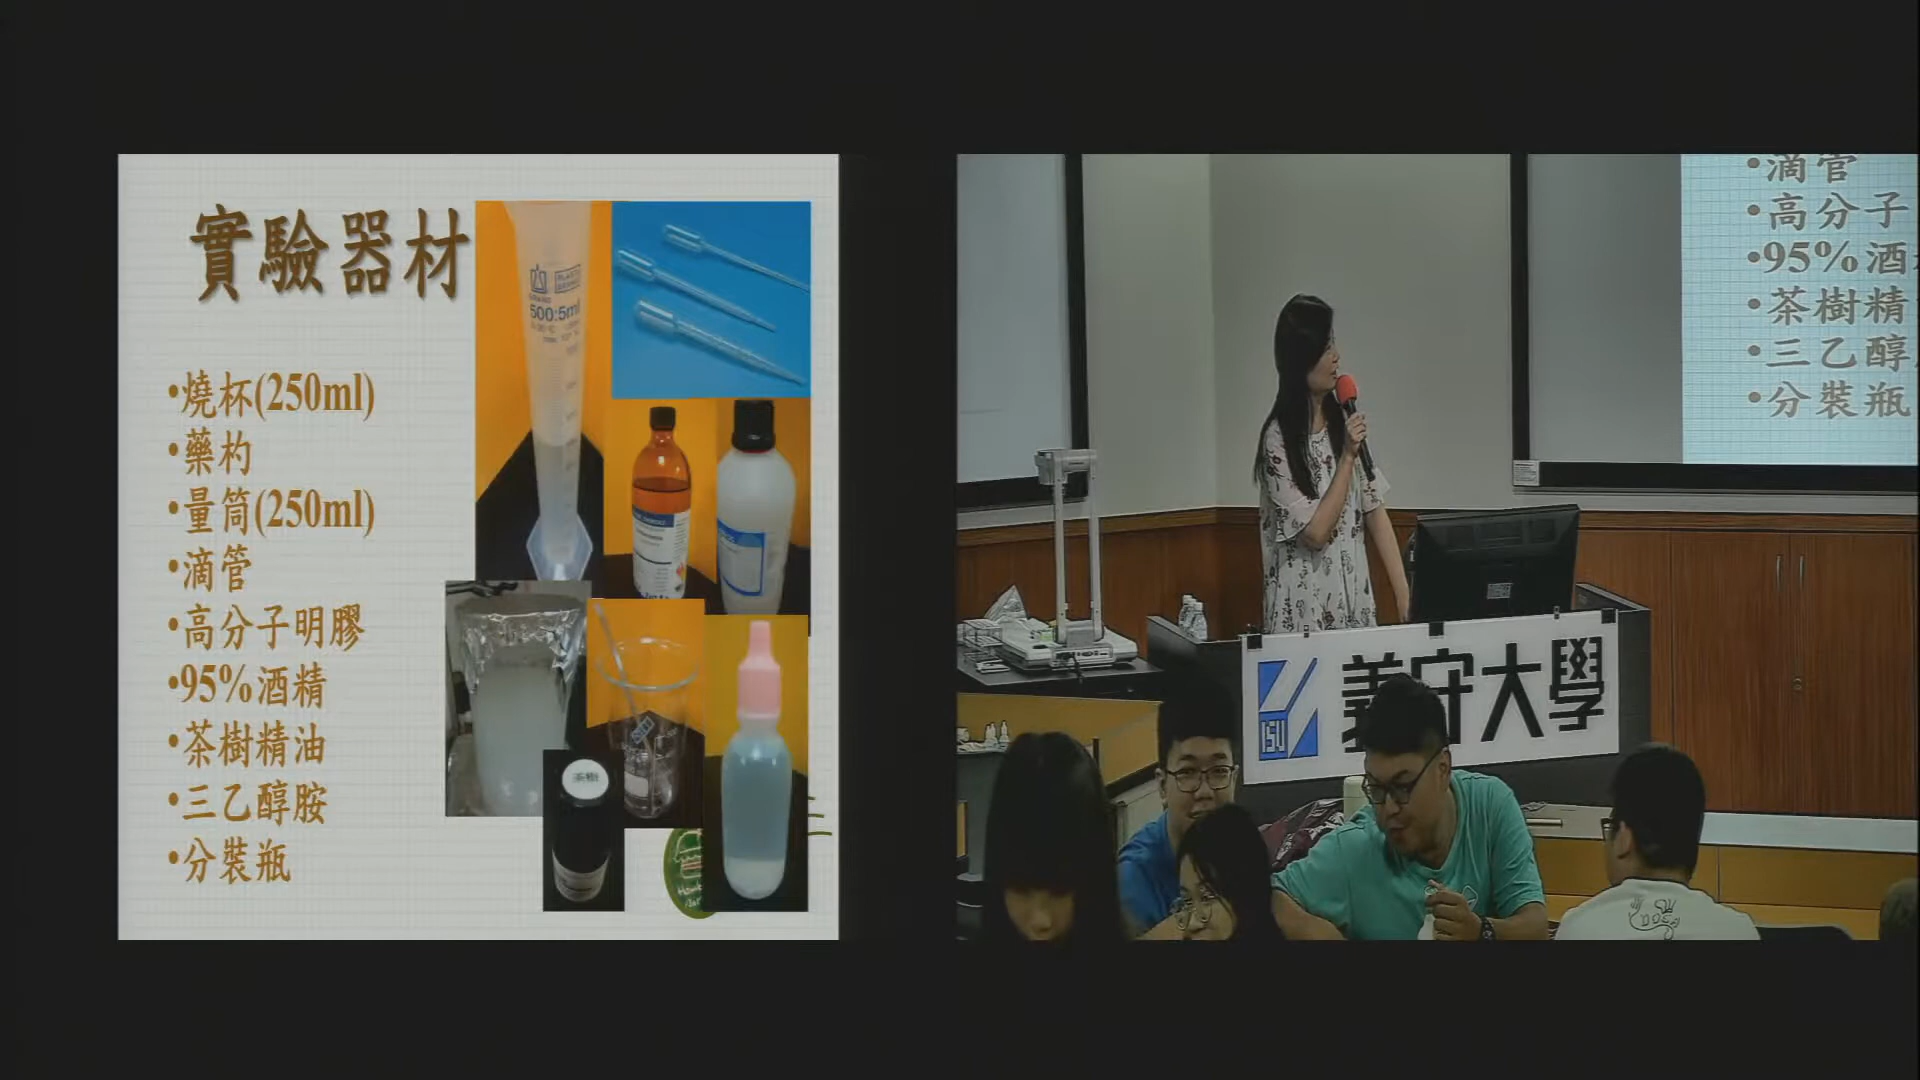 實驗器材
•燒杯(250ml)
•藥杓
•量筒(250ml)
•滴管
•高分子明膠
•95%酒精
•茶樹精油
•三乙醇胺
•分裝瓶
500:5ml
茶樹
•滴管
•高分子
•95%酒
•茶樹精
•三乙醇
•分裝瓶
ISU
義守大學